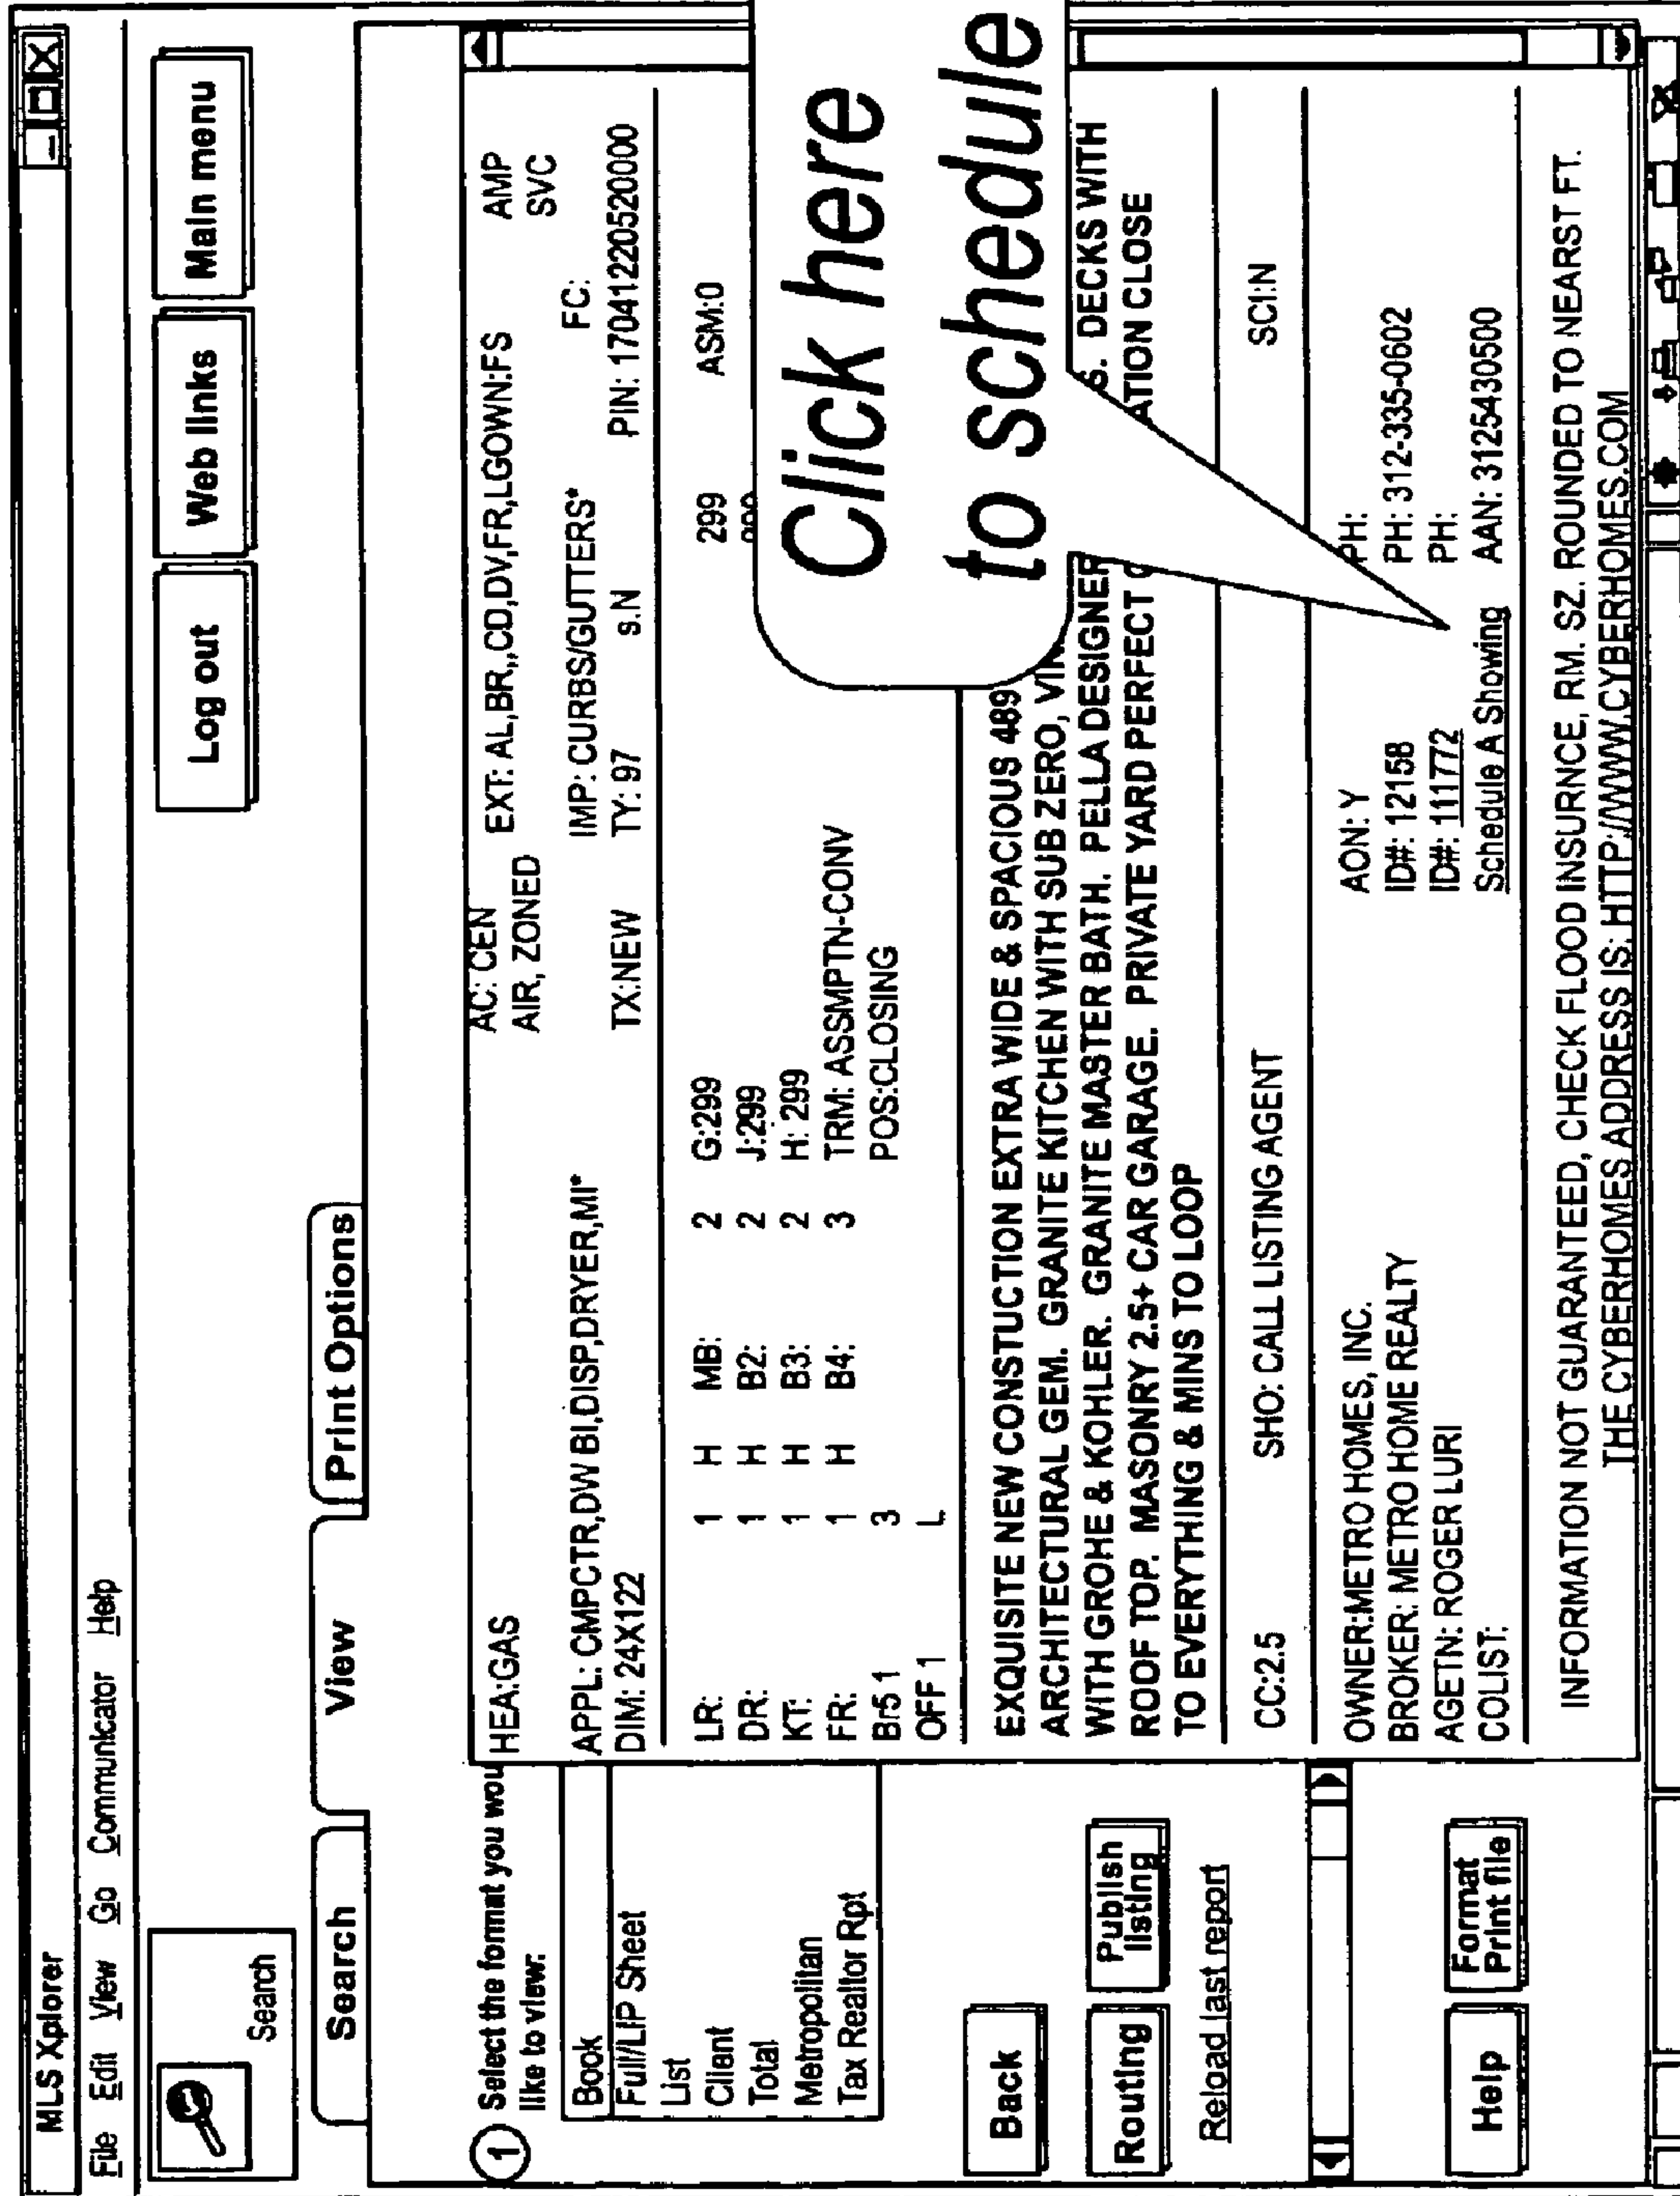 MLS Xplorer
File Edit View Go Communicator Help
Search
Log out Web links Main menu
Search View Print Options
1 Select the format you wou
like to view:
Book
Full/LIP Sheet
List
Client
Total
Metropolitan
Tax Realtor Rpt
Back
Routing Publish listing
Reload last report
Help Format Print file
HEA:GAS AC: CEN EXT: AL,BR,,CD,DV,FR,LGOWN:FS AMP
AIR, ZONED SVC
APPL: CMPCTR,DW BI,DISP,DRYER,MI* IMP: CURBS/GUTTERS* FC:
DIM: 24X122 TX:NEW TY: 97 s.N PIN: 17041220520000
LR: 1 H MB: 2 G:299 299 ASM:0
DR: 1 H B2: 2 J:299
KT: 1 H B3: 2 H: 299
FR: 1 H B4: 3 TRM: ASSMPTN-CONV
Br5 1 3 POS:CLOSING
OFF 1 L
Click here
to schedule
EXQUISITE NEW CONSTUCTION EXTRA WIDE & SPACIOUS 489
ARCHITECTURAL GEM. GRANITE KITCHEN WITH SUB ZERO, VIK
WITH GROHE & KOHLER. GRANITE MASTER BATH. PELLA DESIGNER S. DECKS WITH
ROOF TOP. MASONRY 2.5+ CAR GARAGE. PRIVATE YARD PERFECT ATION CLOSE
TO EVERYTHING & MINS TO LOOP
CC:2.5 SHO: CALL LISTING AGENT SCI:N
OWNER:METRO HOMES, INC. AON: Y PH:
BROKER: METRO HOME REALTY ID#: 12158 PH: 312-335-0602
AGETN: ROGER LURI ID#: 111772 PH:
COLIST: Schedule A Showing AAN: 3125430500
INFORMATION NOT GUARANTEED, CHECK FLOOD INSURNCE, RM. SZ. ROUNDED TO NEARST FT.
THE CYBERHOMES ADDRESS IS: HTTP://WWW.CYBERHOMES.COM